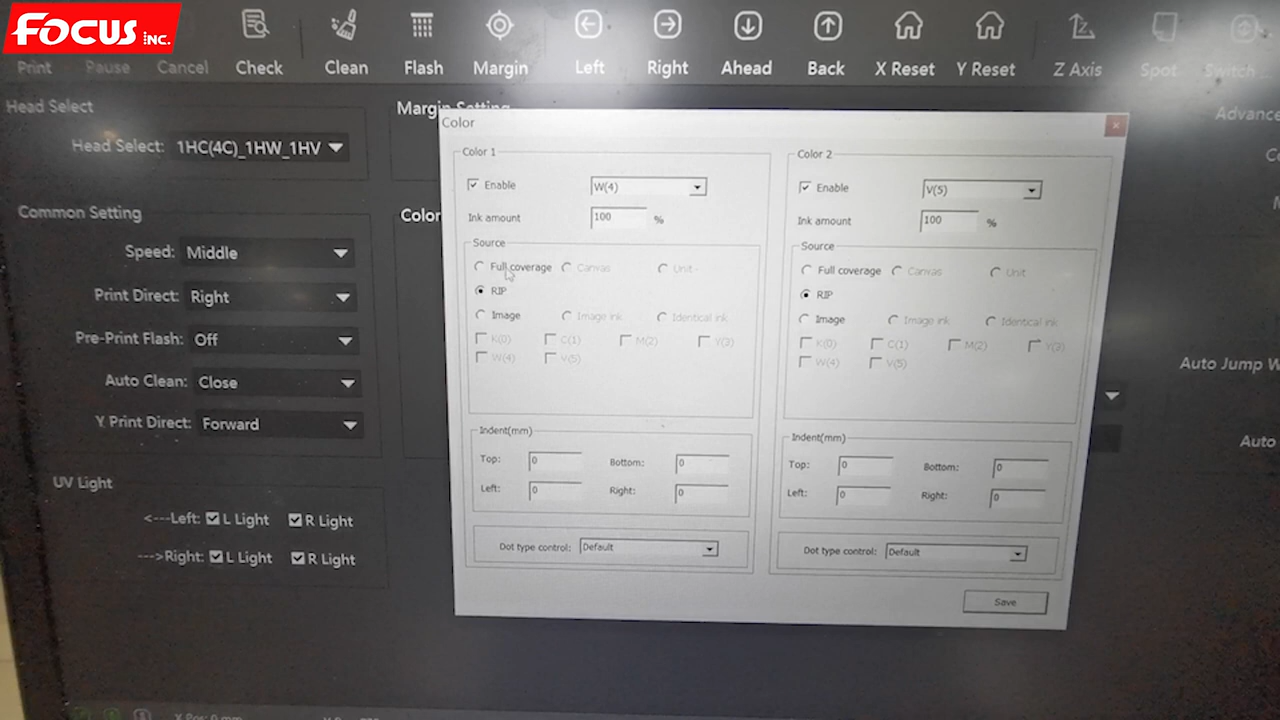 FOCUS INC.
Print Pause Cancel Check Clean Flash Margin Left Right Ahead Back X Reset Y Reset Z Axis Spot Switch
Head Select
Head Select: 1HC(4C)_1HW_1HV
Common Setting
Speed: Middle
Print Direct: Right
Pre-Print Flash: Off
Auto Clean: Close
Y Print Direct: Forward
UV Light
<---Left: L Light R Light
--->Right: L Light R Light
Margin Setting
Color
Color
Color 1
Enable W(4)
Ink amount 100 %
Source
Full coverage Canvas Unit
RIP
Image Image ink Identical ink
K(0) C(1) M(2) Y(3)
W(4) V(5)
Indent(mm)
Top: 0 Bottom: 0
Left: 0 Right: 0
Dot type control: Default
Color 2
Enable V(5)
Ink amount 100 %
Source
Full coverage Canvas Unit
RIP
Image Image ink Identical ink
K(0) C(1) M(2) Y(3)
W(4) V(5)
Indent(mm)
Top: 0 Bottom: 0
Left: 0 Right: 0
Dot type control: Default
Save
Advance
Auto Jump W
Auto
X Pos: 0 mm